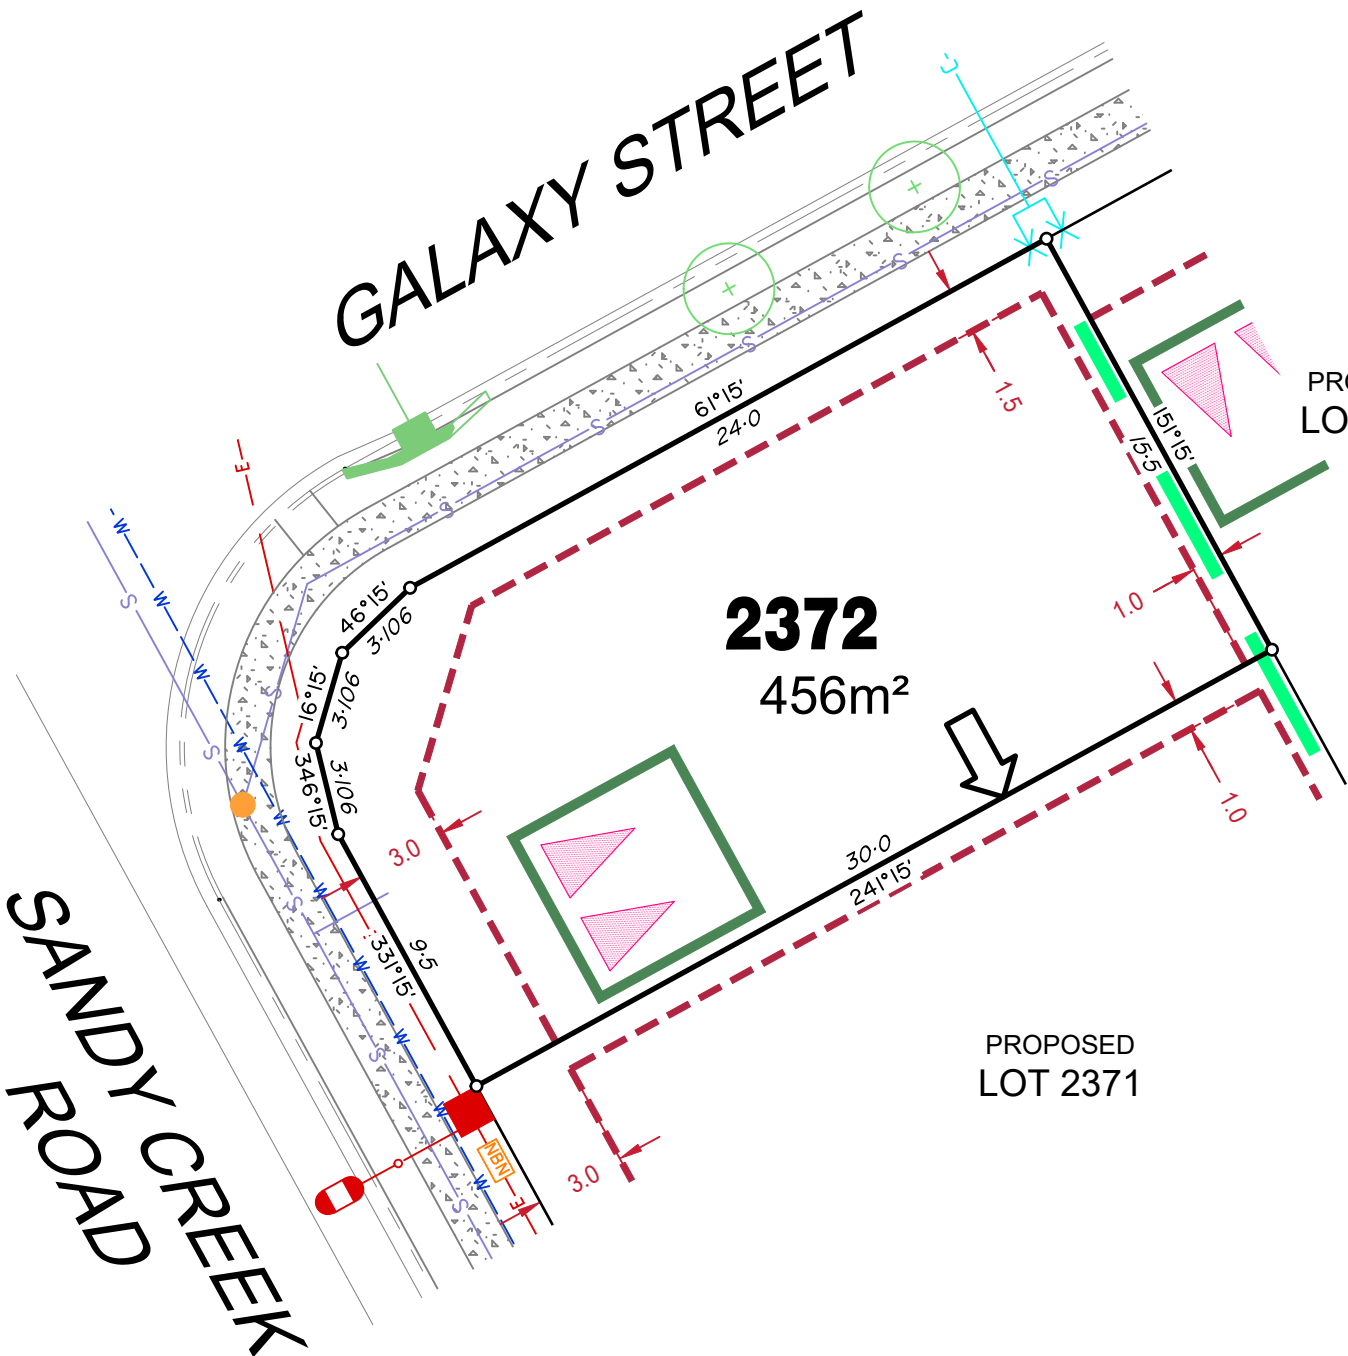 GALAXY STREET
61°15'
24·0
1.5
151°15'
15·5
PRO
LO
46°15'
3·106
16°15'
3·106
346°15'
3·106
2372
456m²
1.0
3.0
30·0
241°15'
1.0
331°15'
9·5
PROPOSED
LOT 2371
3.0
NBN
SANDY CREEK
ROAD
E
E
S
S
S
S
S
S
S
S
S
S
S
W
W
W
W
W
W
W
W
W
W